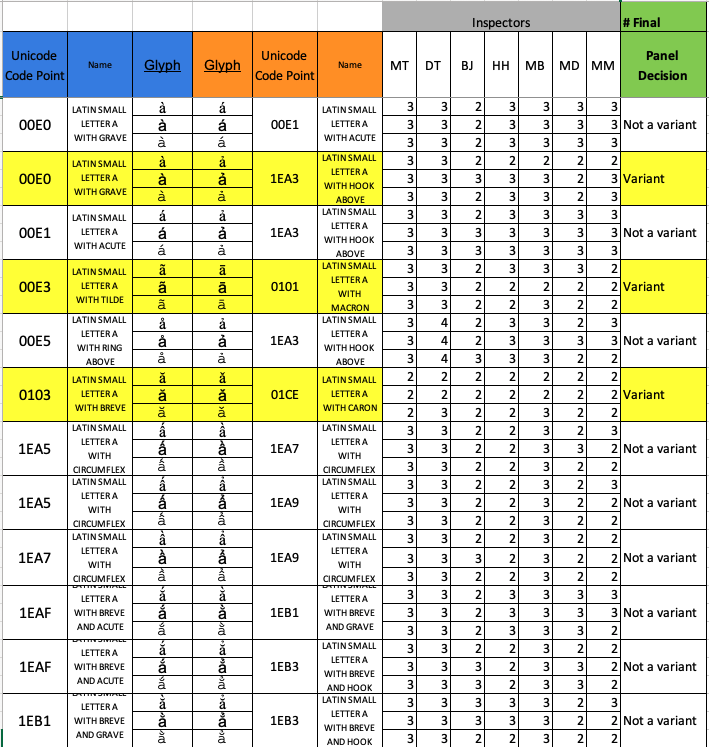 Inspectors # Final
Unicode Code Point Name Glyph Glyph Unicode Code Point Name MT DT BJ HH MB MD MM Panel Decision
00E0 LATIN SMALL LETTER A WITH GRAVE à á 00E1 LATIN SMALL LETTER A WITH ACUTE 3 3 2 3 3 3 3 Not a variant
à á 3 3 2 3 3 3 3
à á 3 3 2 3 3 3 3
00E0 LATIN SMALL LETTER A WITH GRAVE à ả 1EA3 LATIN SMALL LETTER A WITH HOOK ABOVE 3 3 2 2 2 2 2 Variant
à ả 3 3 3 3 3 2 3
à ả 3 3 2 3 3 2 3
00E1 LATIN SMALL LETTER A WITH ACUTE á ả 1EA3 LATIN SMALL LETTER A WITH HOOK ABOVE 3 3 2 3 3 3 3 Not a variant
á ả 3 3 2 3 3 3 3
á ả 3 3 3 3 3 3 3
00E3 LATIN SMALL LETTER A WITH TILDE ã ā 0101 LATIN SMALL LETTER A WITH MACRON 3 3 2 3 3 3 2 Variant
ã ā 3 3 2 3 3 2 2
ã ā 3 3 2 3 3 2 2
00E5 LATIN SMALL LETTER A WITH RING ABOVE å ả 1EA3 LATIN SMALL LETTER A WITH HOOK ABOVE 3 4 2 3 3 2 3 Not a variant
å ả 3 4 2 3 3 3 3
å ả 3 4 3 3 3 2 2
0103 LATIN SMALL LETTER A WITH BREVE ă ǎ 01CE LATIN SMALL LETTER A WITH CARON 2 2 2 2 2 2 2 Variant
ă ǎ 2 2 2 2 2 2 2
ă ǎ 2 3 2 2 3 2 2
1EA5 LATIN SMALL LETTER A WITH CIRCUMFLEX ấ ầ 1EA7 LATIN SMALL LETTER A WITH CIRCUMFLEX 3 3 2 2 3 2 3 Not a variant
ấ ầ 3 3 2 2 3 3 2
ấ ầ 3 3 2 2 3 2 2
1EA5 LATIN SMALL LETTER A WITH CIRCUMFLEX ấ ẩ 1EA9 LATIN SMALL LETTER A WITH CIRCUMFLEX 3 3 2 2 3 2 3 Not a variant
ấ ẩ 3 3 2 2 3 2 2
ấ ẩ 3 3 2 2 3 2 2
1EA7 LATIN SMALL LETTER A WITH CIRCUMFLEX ầ ẩ 1EA9 LATIN SMALL LETTER A WITH CIRCUMFLEX 3 3 2 2 3 2 2 Not a variant
ầ ẩ 3 3 3 2 3 2 2
ầ ẩ 3 3 2 2 3 2 2
1EAF LATIN SMALL LETTER A WITH BREVE AND ACUTE ắ ằ 1EB1 LATIN SMALL LETTER A WITH BREVE AND GRAVE 3 3 2 3 3 2 2 Not a variant
ắ ằ 3 3 2 3 3 3 3
ắ ằ 3 3 2 3 3 3 2
1EAF LATIN SMALL LETTER A WITH BREVE AND ACUTE ắ ẳ 1EB3 LATIN SMALL LETTER A WITH BREVE AND HOOK 3 3 2 2 3 2 2 Not a variant
ắ ẳ 3 3 3 2 3 2 2
ắ ẳ 3 3 3 2 3 3 2
1EB1 LATIN SMALL LETTER A WITH BREVE AND GRAVE ằ ẳ 1EB3 LATIN SMALL LETTER A WITH BREVE AND HOOK 3 3 3 3 3 2 3 Not a variant
ằ ẳ 3 3 3 3 3 2 2
ằ ẳ 3 3 3 2 3 2 2